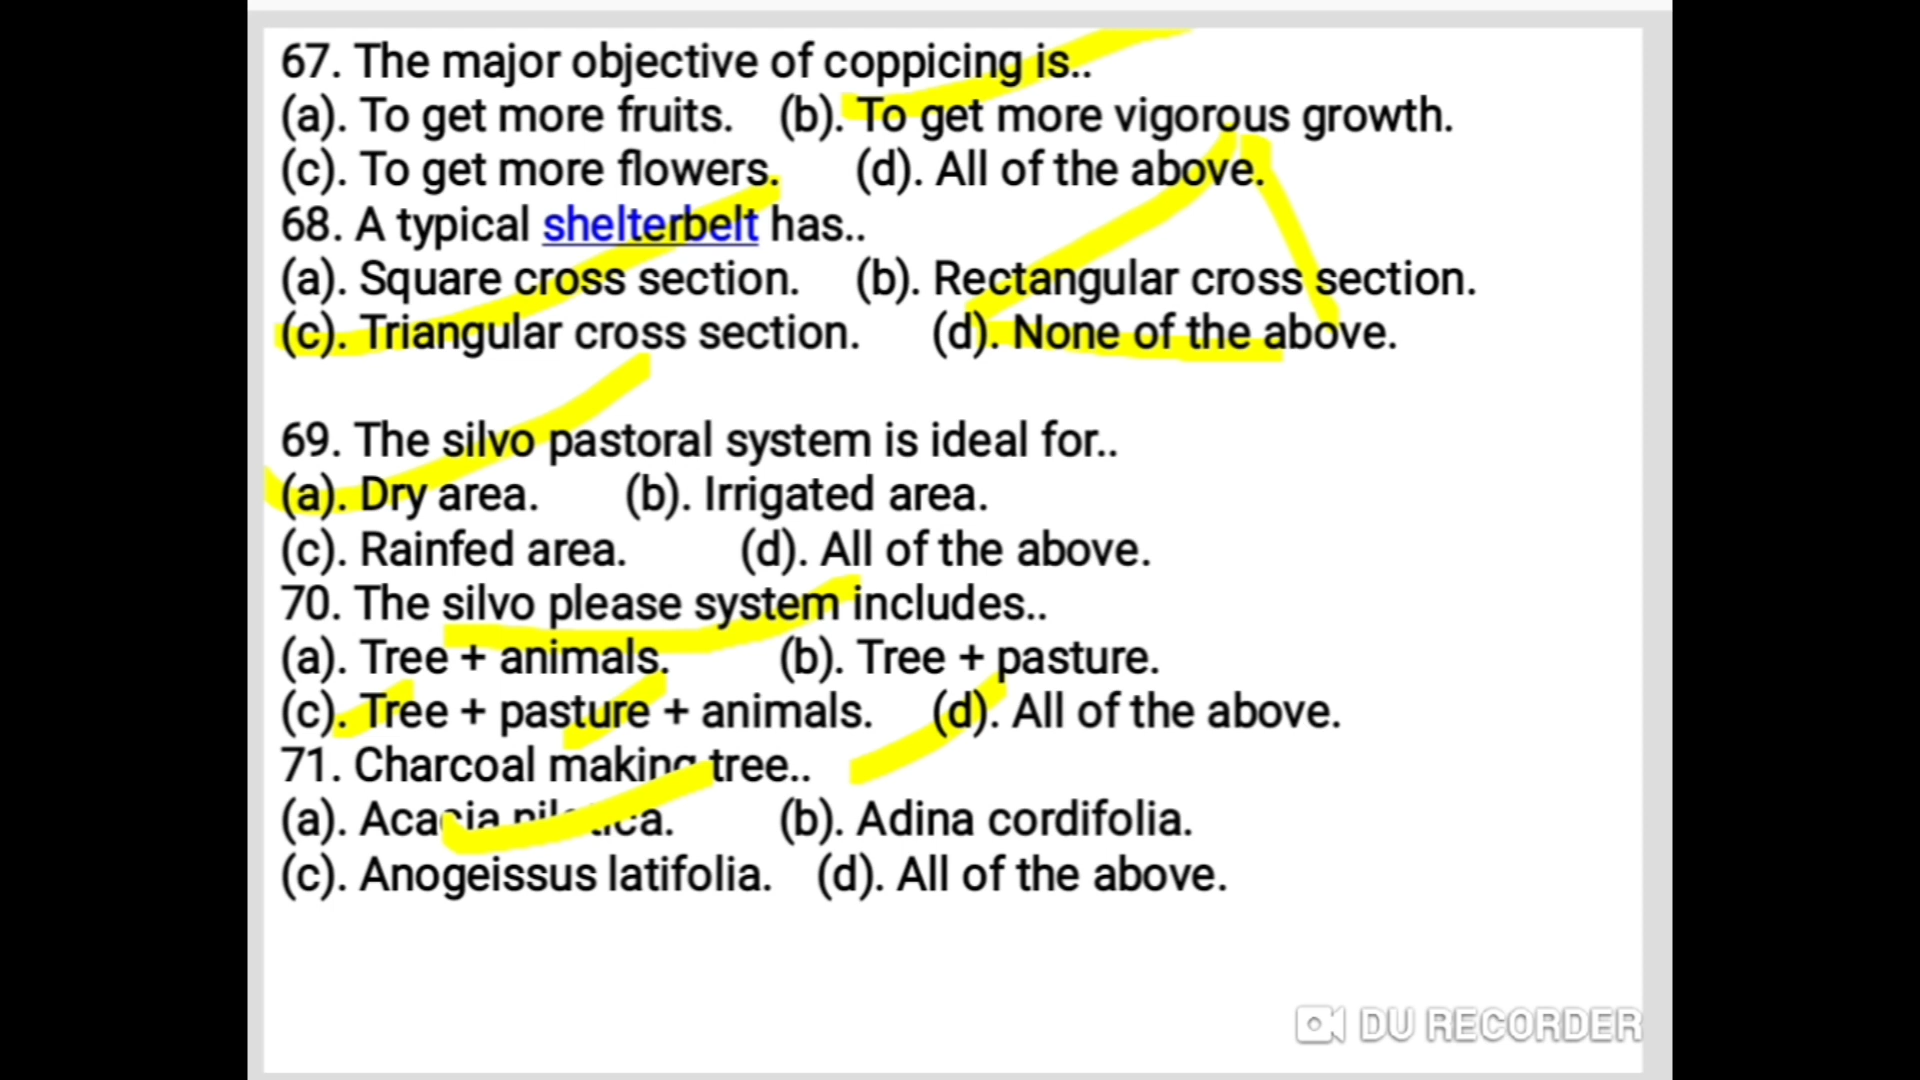 67. The major objective of coppicing is..
(a). To get more fruits. (b). To get more vigorous growth.
(c). To get more flowers. (d). All of the above.
68. A typical shelterbelt has..
(a). Square cross section. (b). Rectangular cross section.
(c). Triangular cross section. (d). None of the above.
69. The silvo pastoral system is ideal for..
(a). Dry area. (b). Irrigated area.
(c). Rainfed area. (d). All of the above.
70. The silvo please system includes..
(a). Tree + animals. (b). Tree + pasture.
(c). Tree + pasture + animals. (d). All of the above.
71. Charcoal making tree..
(a). Acacia nilotica. (b). Adina cordifolia.
(c). Anogeissus latifolia. (d). All of the above.
DU RECORDER